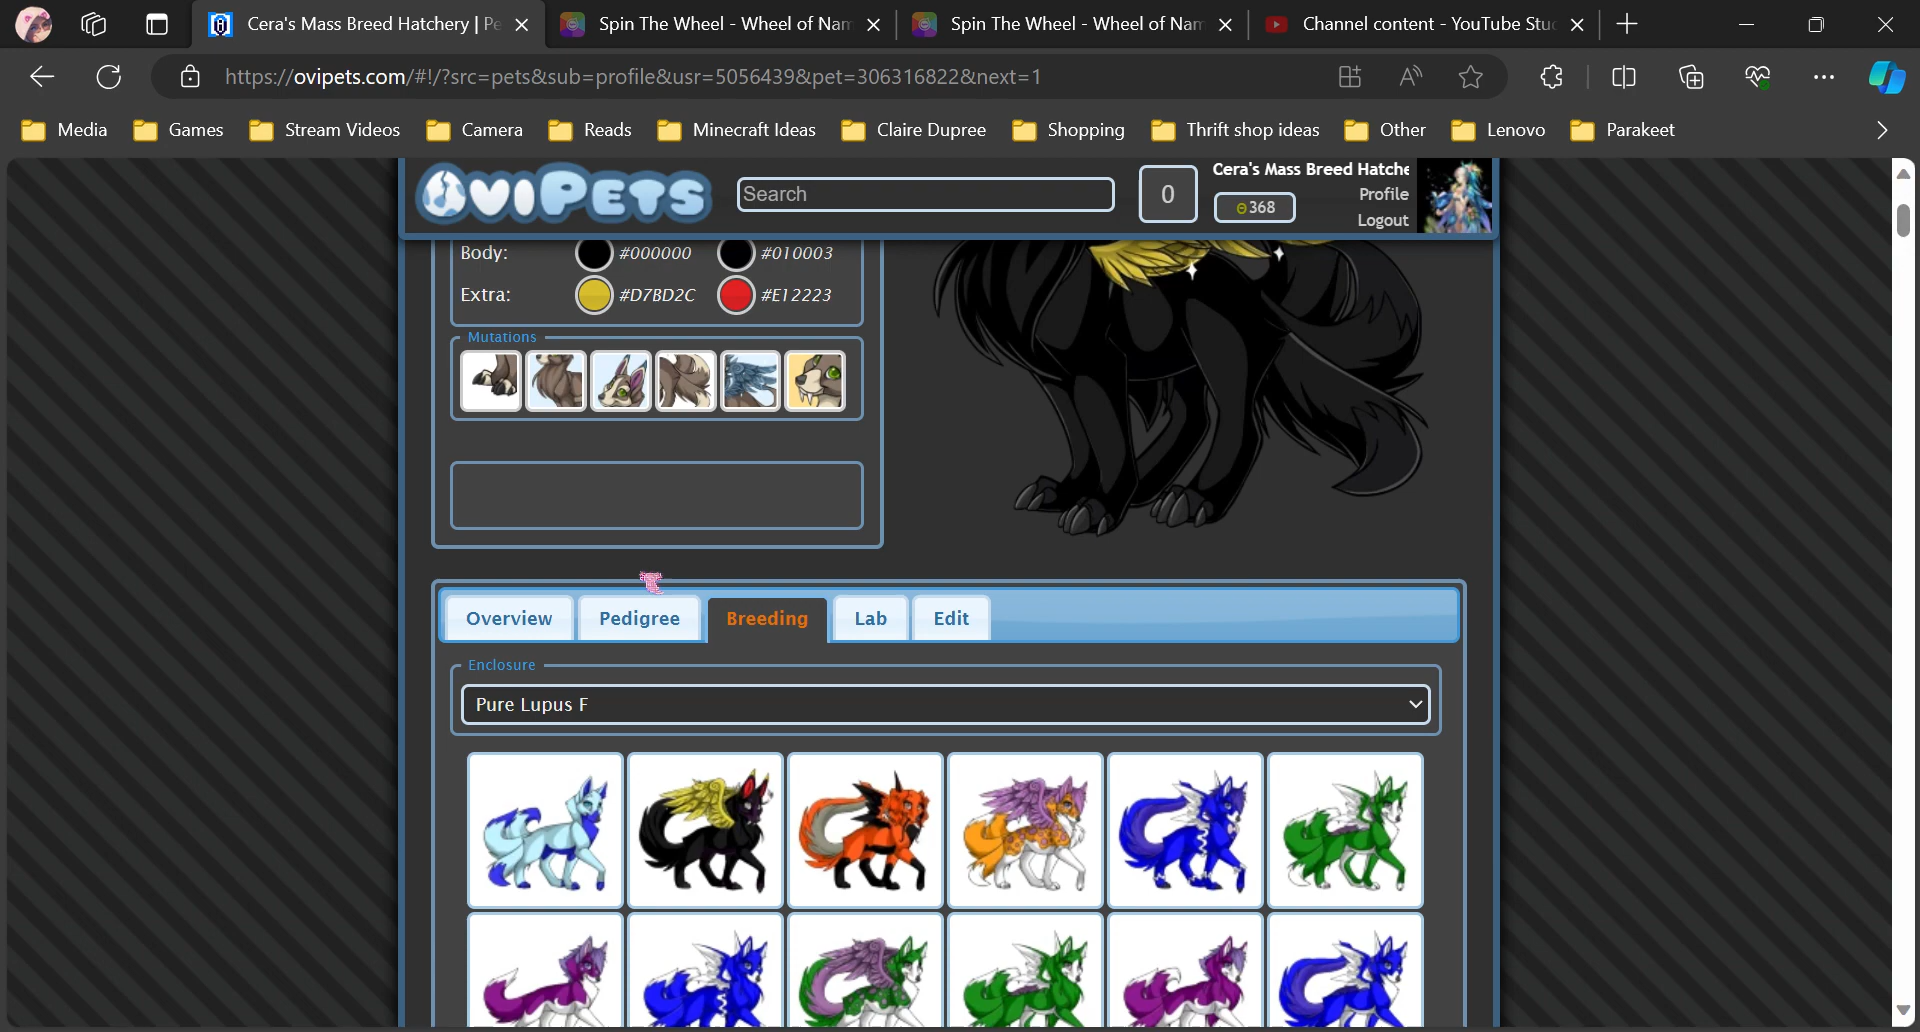 Cera's Mass Breed Hatchery | Pe
Spin The Wheel - Wheel of Nam
Spin The Wheel - Wheel of Nam
Channel content - YouTube Stu
https://ovipets.com/#!/?src=pets&sub=profile&usr=5056439&pet=306316822&next=1
Media
Games
Stream Videos
Camera
Reads
Minecraft Ideas
Claire Dupree
Shopping
Thrift shop ideas
Other
Lenovo
Parakeet
OviPets
Search
0
Cera's Mass Breed Hatche
368
Profile
Logout
Body: #000000 #010003
Extra: #D7BD2C #E12223
Mutations
Overview
Pedigree
Breeding
Lab
Edit
Enclosure
Pure Lupus F